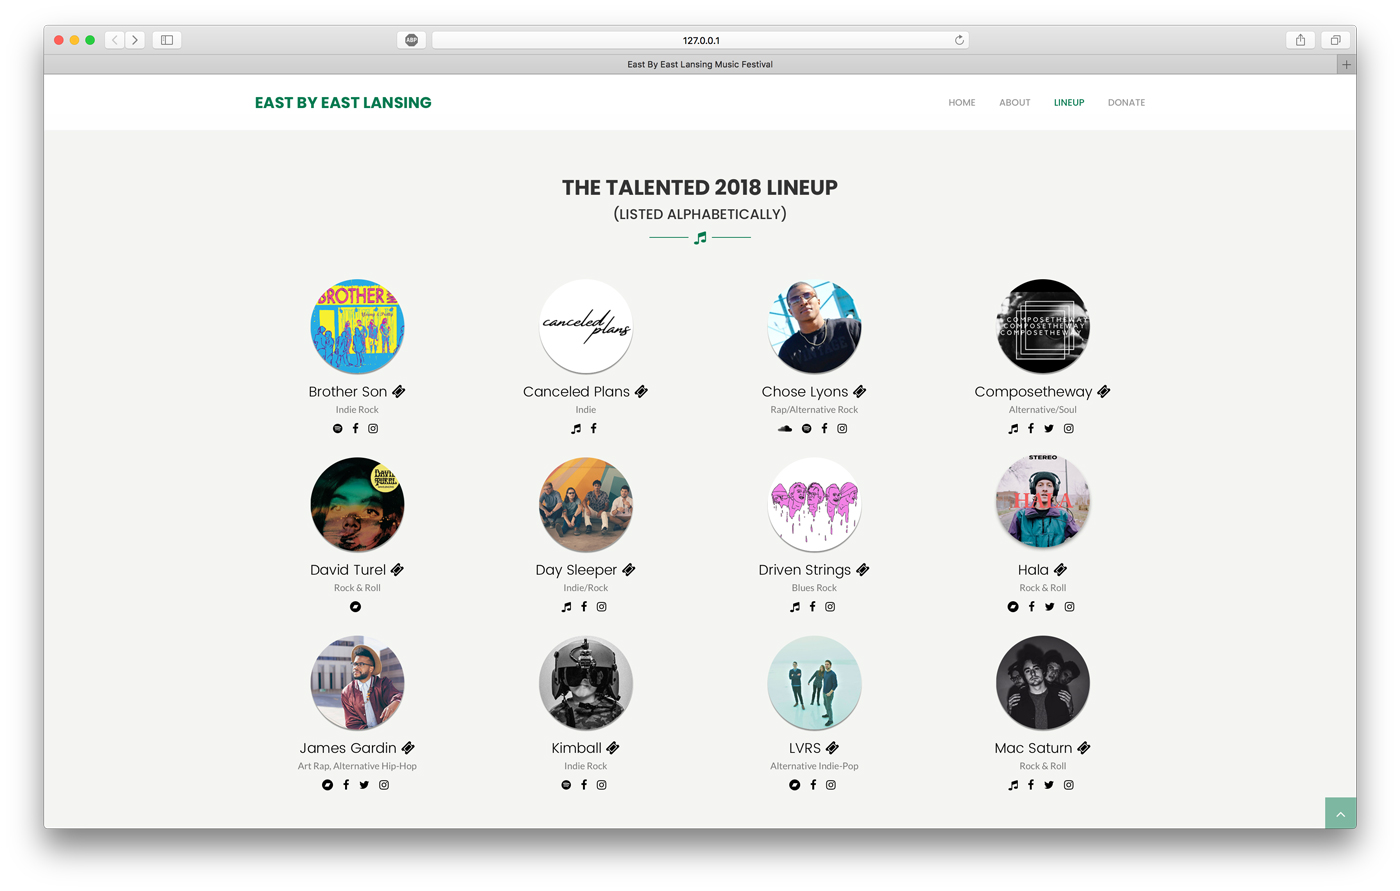 ABP
127.0.0.1
East By East Lansing Music Festival
EAST BY EAST LANSING
HOME
ABOUT
LINEUP
DONATE
THE TALENTED 2018 LINEUP
(LISTED ALPHABETICALLY)
BROTHER
Brother Son
Indie Rock
canceled
plans
Canceled Plans
Indie
Chose Lyons
Rap/Alternative Rock
COMPOSETHEWAY
COMPOSETHEWAY
COMPOSETHEWAY
Composetheway
Alternative/Soul
DAVID
TUREL
David Turel
Rock & Roll
Day Sleeper
Indie/Rock
Driven Strings
Blues Rock
STEREO
HALA
Hala
Rock & Roll
James Gardin
Art Rap, Alternative Hip-Hop
Kimball
Indie Rock
LVRS
Alternative Indie-Pop
Mac Saturn
Rock & Roll